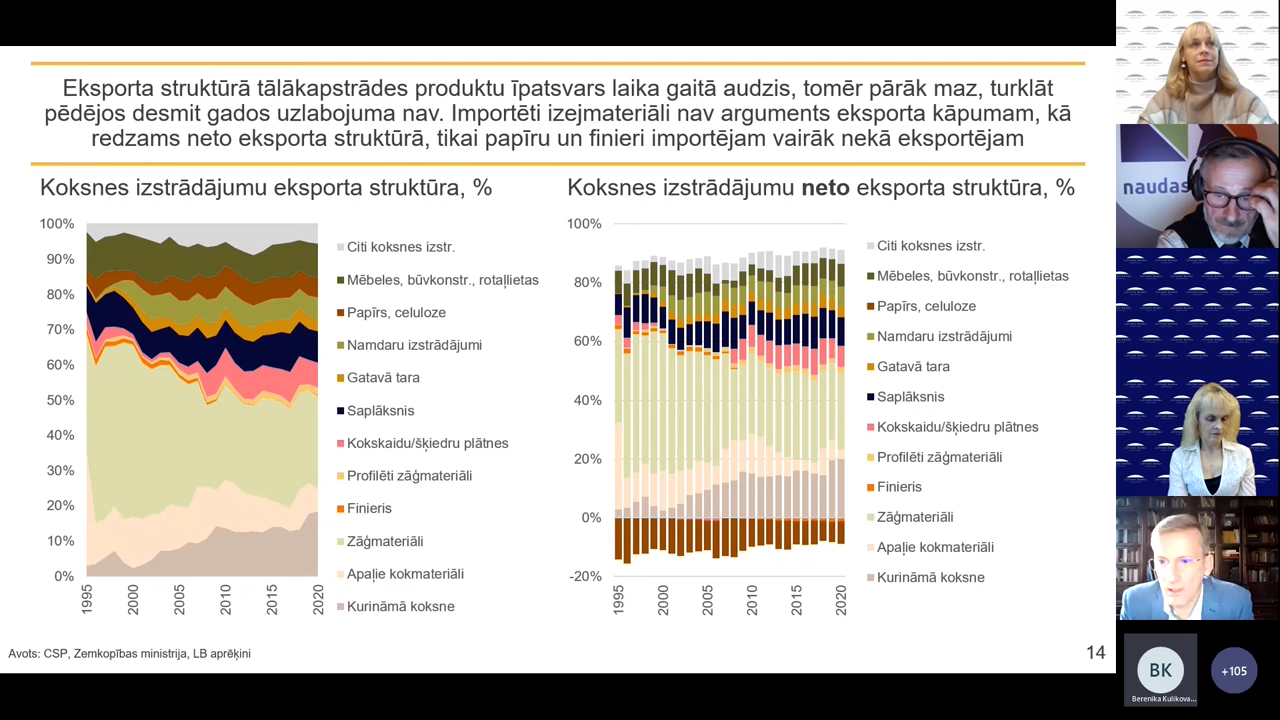 Eksporta struktūrā tālākapstrādes produktu īpatsvars laika gaitā audzis, tomēr pārāk maz, turklāt
pēdējos desmit gados uzlabojuma nav. Importēti izejmateriāli nav arguments eksporta kāpumam, kā
redzams neto eksporta struktūrā, tikai papīru un finieri importējam vairāk nekā eksportējam
Koksnes izstrādājumu eksporta struktūra, %
100%
90%
80%
70%
60%
50%
40%
30%
20%
10%
0%
1995
2000
2005
2010
2015
2020
Citi koksnes izstr.
Mēbeles, būvkonstr., rotaļlietas
Papīrs, celuloze
Namdaru izstrādājumi
Gatavā tara
Saplāksnis
Kokskaidu/šķiedru plātnes
Profilēti zāģmateriāli
Finieris
Zāģmateriāli
Apaļie kokmateriāli
Kurināmā koksne
Koksnes izstrādājumu neto eksporta struktūra, %
100%
80%
60%
40%
20%
0%
-20%
1995
2000
2005
2010
2015
2020
Citi koksnes izstr.
Mēbeles, būvkonstr., rotaļlietas
Papīrs, celuloze
Namdaru izstrādājumi
Gatavā tara
Saplāksnis
Kokskaidu/šķiedru plātnes
Profilēti zāģmateriāli
Finieris
Zāģmateriāli
Apaļie kokmateriāli
Kurināmā koksne
Avots: CSP, Zemkopības ministrija, LB aprēķini
14
naudas
BK
Berenika Kulikova...
+105